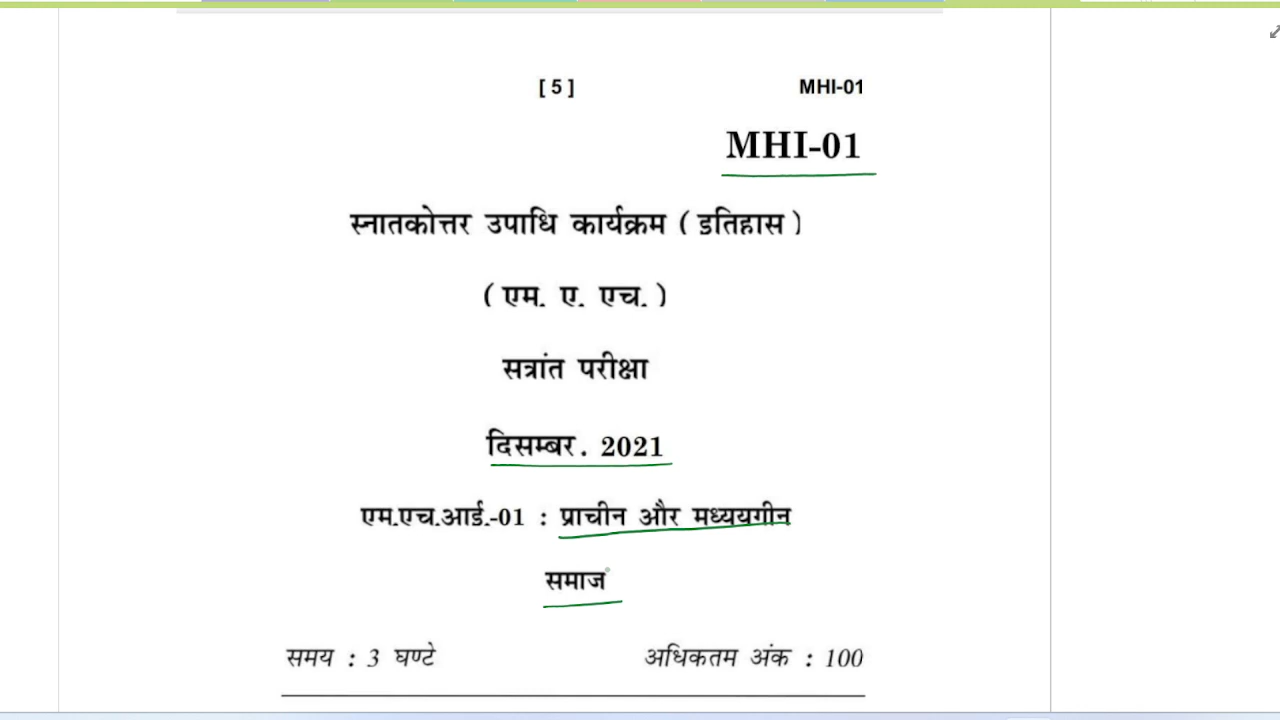 [ 5 ] MHI-01
MHI-01
स्नातकोत्तर उपाधि कार्यक्रम ( इतिहास )
( एम. ए. एच. )
सत्रांत परीक्षा
दिसम्बर. 2021
एम.एच.आई.-01 : प्राचीन और मध्ययगीन
समाज
समय : 3 घण्टे अधिकतम अंक : 100